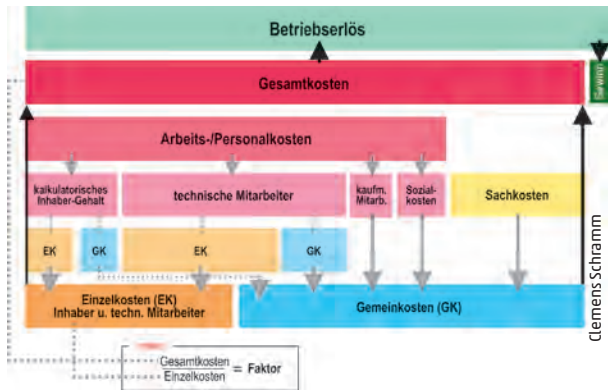 Betriebserlös
Gesamtkosten
Gewinn
Arbeits-/Personalkosten
kalkulatorisches
Inhaber-Gehalt
technische Mitarbeiter
kaufm.
Mitarb.
Sozial-
kosten
Sachkosten
EK
GK
EK
GK
Einzelkosten (EK)
Inhaber u. techn. Mitarbeiter
Gemeinkosten (GK)
Gesamtkosten
Einzelkosten
= Faktor
Clemens Schramm